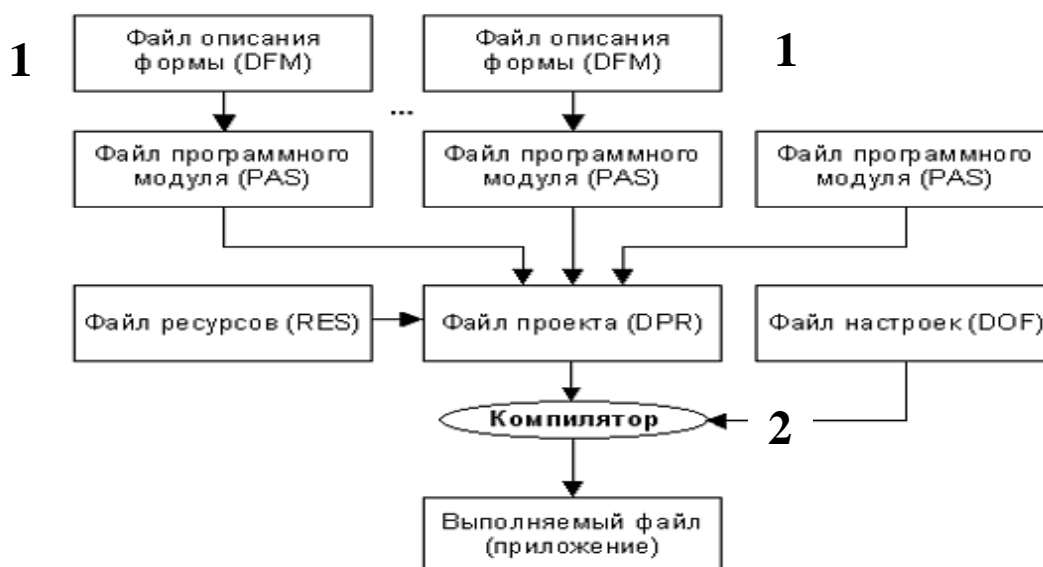 1
Файл описания
формы (DFM)
Файл описания
формы (DFM)
1
...
Файл программного
модуля (PAS)
Файл программного
модуля (PAS)
Файл программного
модуля (PAS)
Файл ресурсов (RES)
Файл проекта (DPR)
Файл настроек (DOF)
Компилятор
2
Выполняемый файл
(приложение)